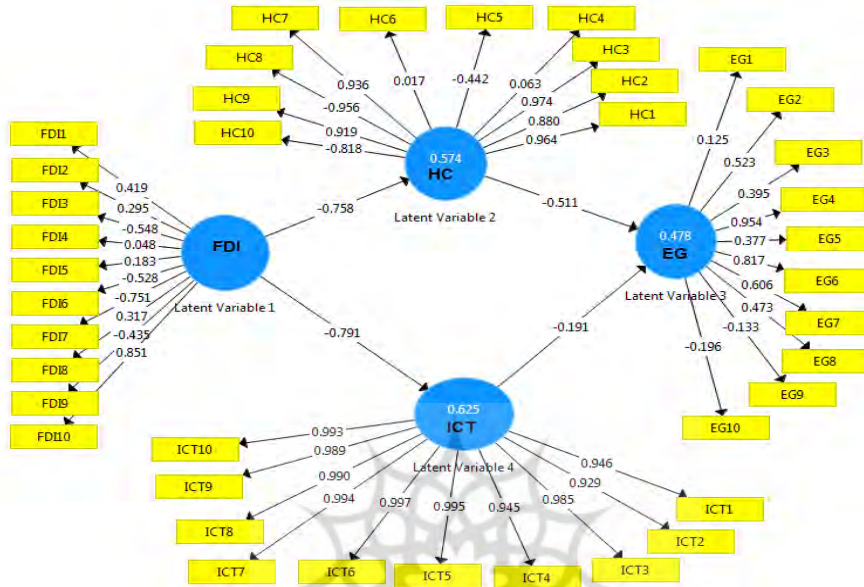 HC7
HC6
HC5
HC4
HC8
HC3
HC9
HC2
HC10
HC1
0.936
0.017
-0.442
0.063
-0.956
0.974
0.919
0.880
-0.818
0.964
0.574
HC
Latent Variable 2
EG1
EG2
EG3
EG4
EG5
EG6
EG7
EG8
EG9
EG10
0.125
0.523
0.395
0.954
0.377
0.817
0.606
0.473
-0.133
-0.196
0.478
EG
Latent Variable 3
FDI1
FDI2
FDI3
FDI4
FDI5
FDI6
FDI7
FDI8
FDI9
FDI10
0.419
0.295
-0.548
0.048
0.183
-0.528
-0.751
0.317
-0.435
0.851
FDI
Latent Variable 1
-0.758
-0.511
-0.791
-0.191
0.625
ICT
Latent Variable 4
ICT10
ICT9
ICT8
ICT7
ICT6
ICT5
ICT4
ICT3
ICT2
ICT1
0.993
0.989
0.990
0.994
0.997
0.995
0.945
0.985
0.929
0.946